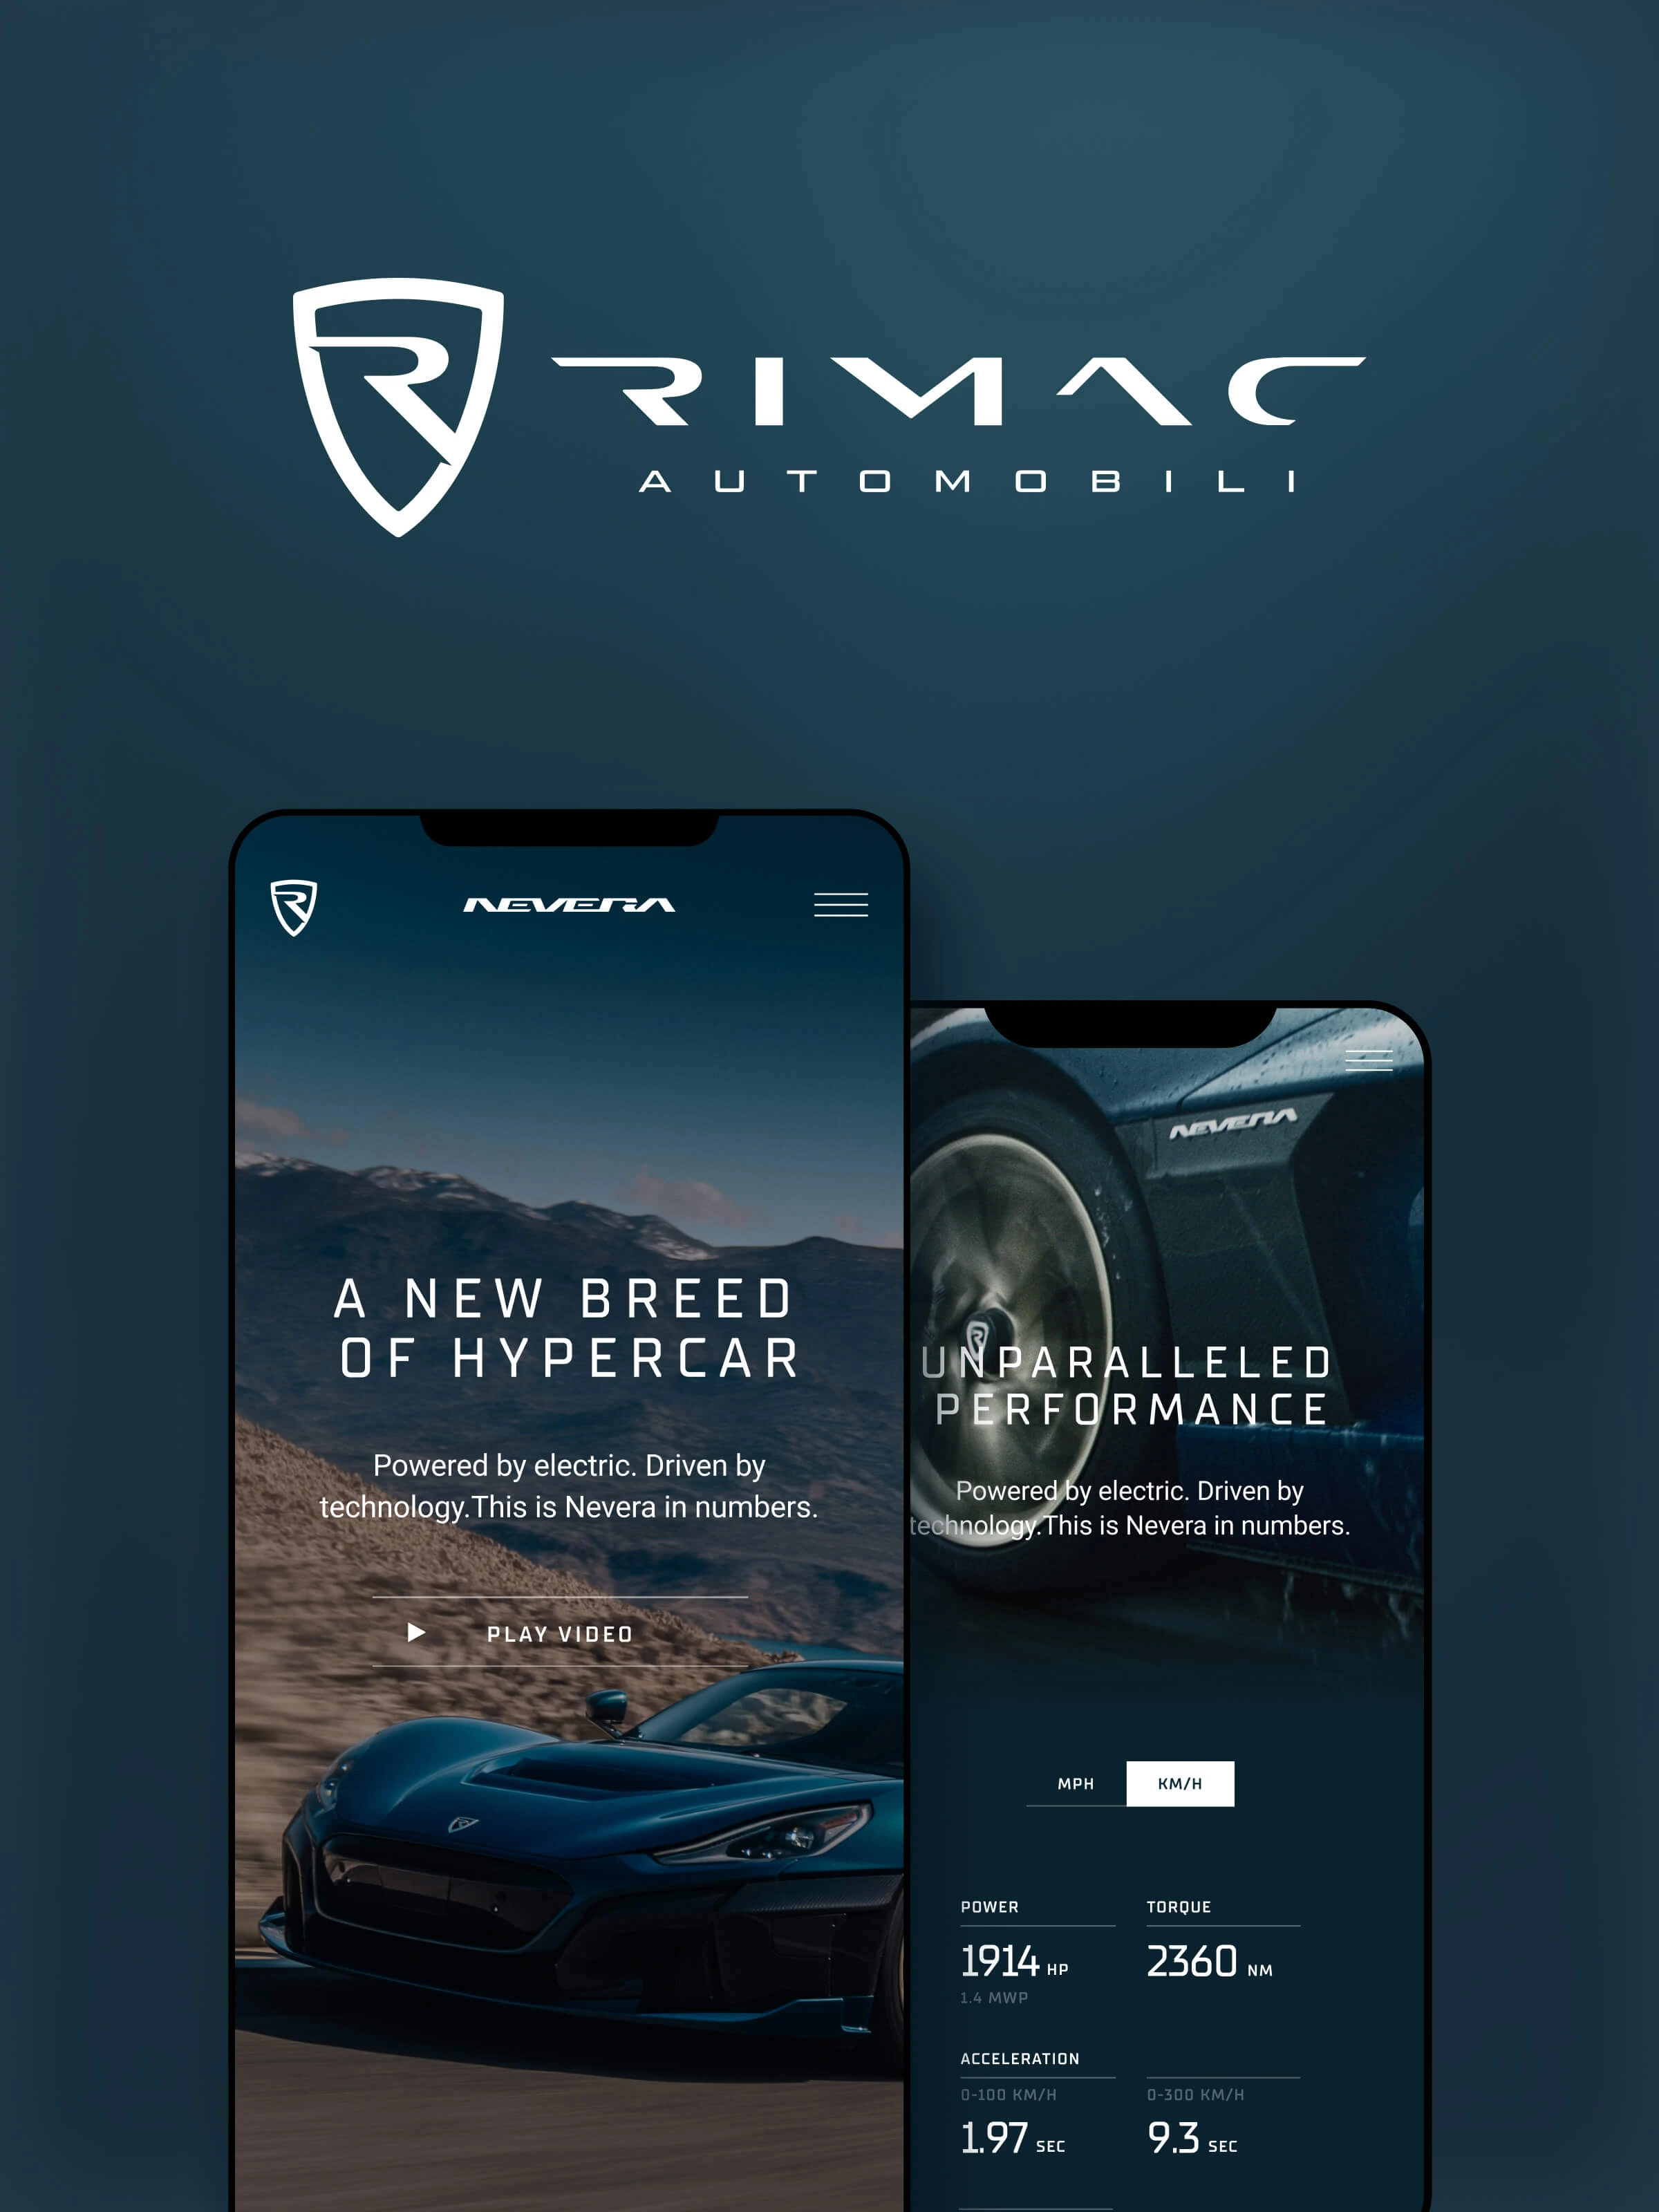 RIMAC
AUTOMOBILI
NEVERA
A NEW BREED
OF HYPERCAR
Powered by electric. Driven by
technology.This is Nevera in numbers.
PLAY VIDEO
NEVERA
UNPARALLELED
PERFORMANCE
Powered by electric. Driven by
technology.This is Nevera in numbers.
MPH KM/H
POWER TORQUE
1914 HP 2360 NM
1.4 MWP
ACCELERATION
0-100 KM/H 0-300 KM/H
1.97 SEC 9.3 SEC